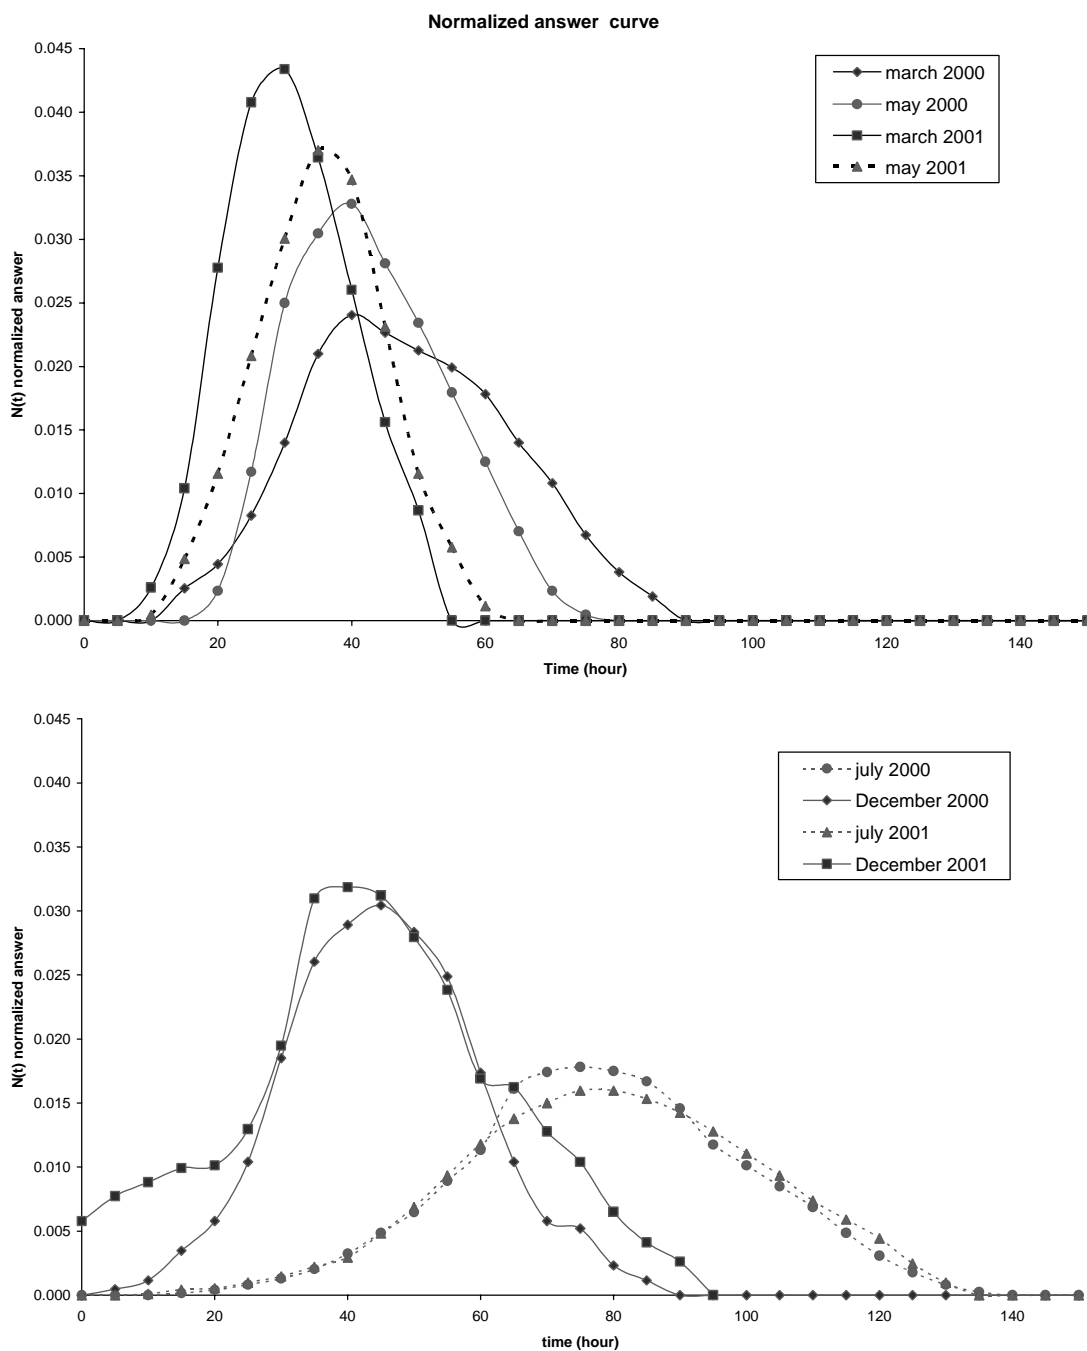 Normalized answer curve
0.045
0.040
0.035
0.030
0.025
0.020
0.015
0.010
0.005
0.000
N(t) normalized answer
march 2000
may 2000
march 2001
may 2001
0 20 40 60 80 100 120 140
Time (hour)
0.045
0.040
0.035
0.030
0.025
0.020
0.015
0.010
0.005
0.000
N(t) normalized answer
july 2000
December 2000
july 2001
December 2001
0 20 40 60 80 100 120 140
time (hour)